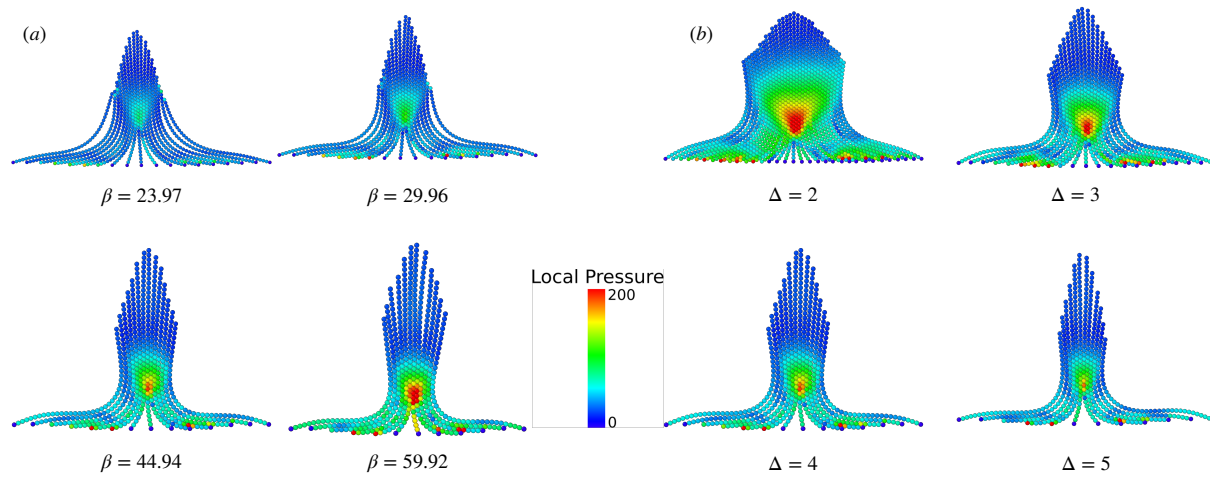 (a)
β = 23.97
β = 29.96
β = 44.94
β = 59.92
Local Pressure
200
0
(b)
Δ = 2
Δ = 3
Δ = 4
Δ = 5